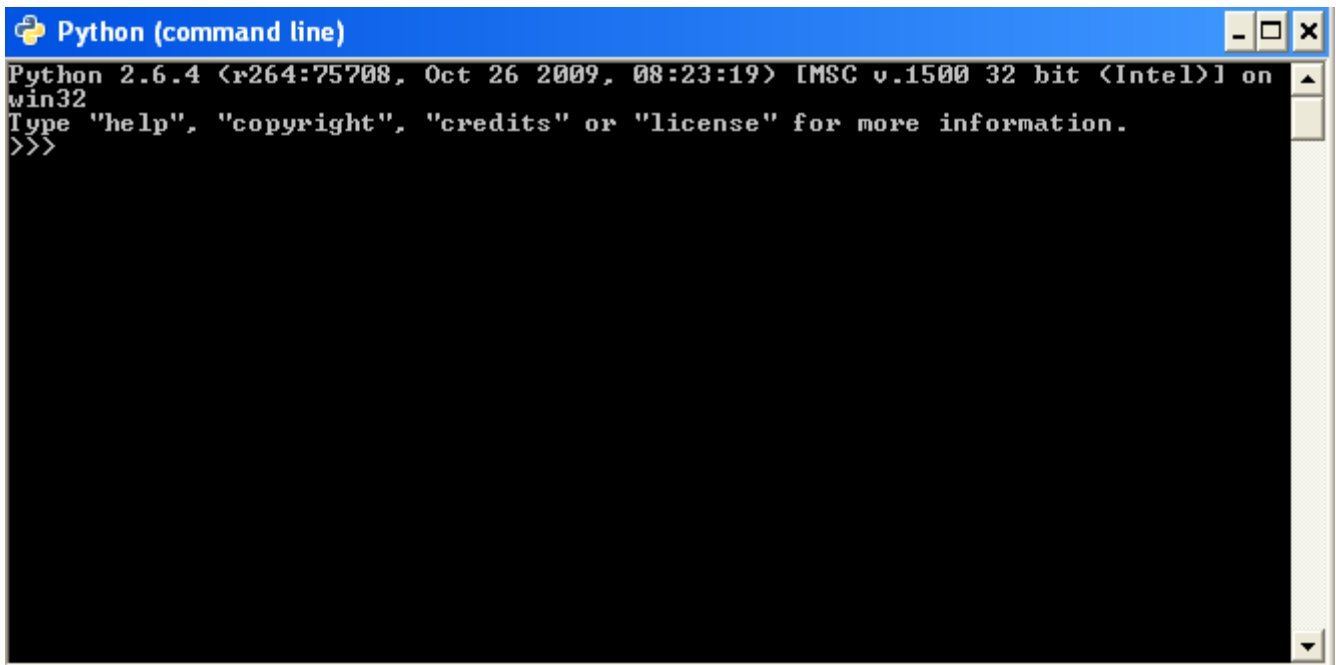 Python (command line)
Python 2.6.4 (r264:75708, Oct 26 2009, 08:23:19) [MSC v.1500 32 bit (Intel)] on
win32
Type "help", "copyright", "credits" or "license" for more information.
>>>